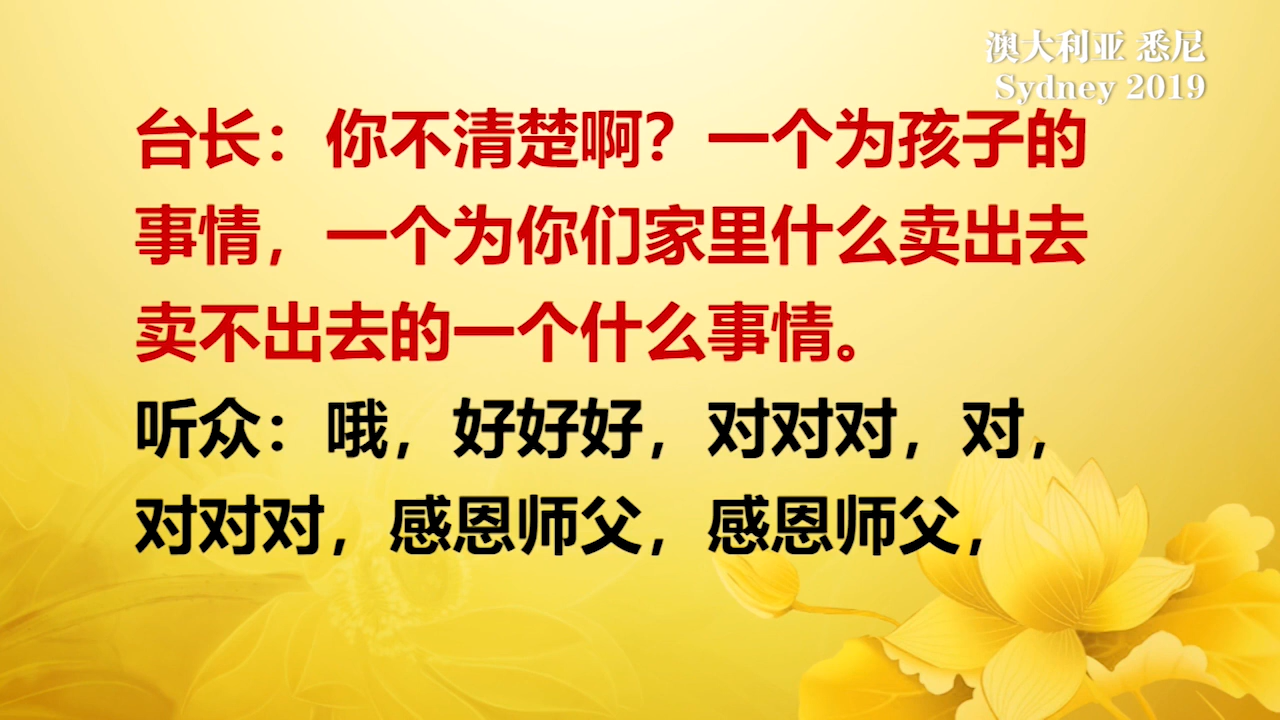 澳大利亚 悉尼
Sydney 2019
台长：你不清楚啊？一个为孩子的
事情，一个为你们家里什么卖出去
卖不出去的一个什么事情。
听众：哦，好好好，对对对，对，
对对对，感恩师父，感恩师父，